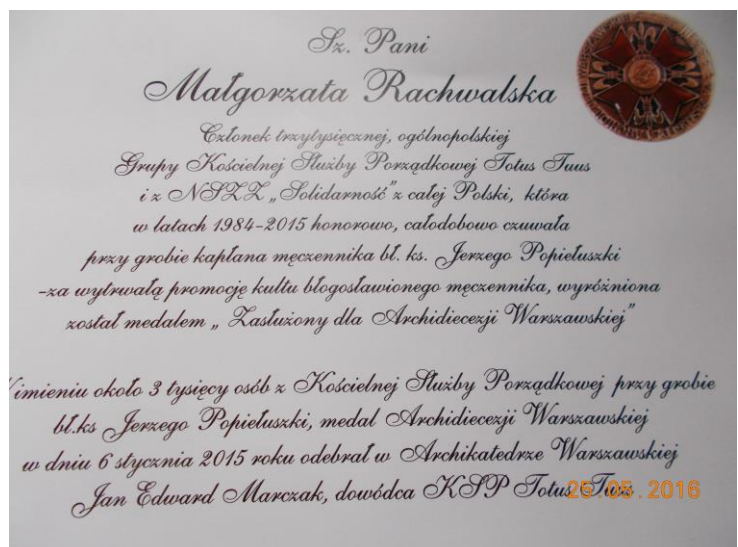 Sz. Pani
Małgorzata Rachwalska
Członek trzytysięcznej, ogólnopolskiej
Grupy Kościelnej Służby Porządkowej Totus Tuus
i z NSZZ „Solidarność” z całej Polski, która
w latach 1984-2015 honorowo, całodobowo czuwała
przy grobie kapłana męczennika bł. ks. Jerzego Popiełuszki
-za wytrwałą promocję kultu błogosławionego męczennika, wyróżniona
został medalem „ Zasłużony dla Archidiecezji Warszawskiej”
imieniu około 3 tysięcy osób z Kościelnej Służby Porządkowej przy grobie
bł.ks Jerzego Popiełuszki, medal Archidiecezji Warszawskiej
w dniu 6 stycznia 2015 roku odebrał w Archikatedrze Warszawskiej
Jan Edward Marczak, dowódca KSP Totus Tuus
25.05.2016